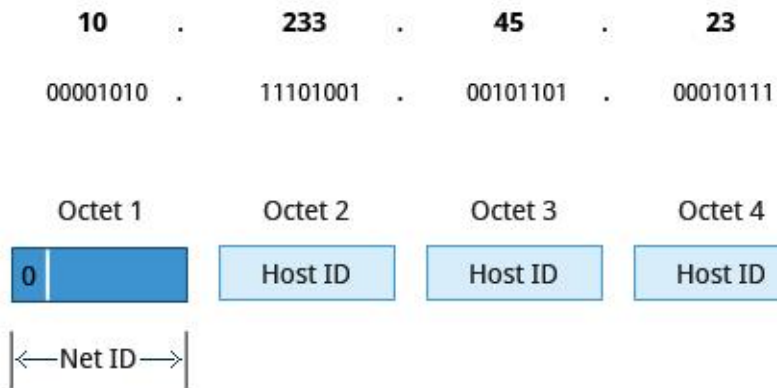 10 . 233 . 45 . 23
00001010 . 11101001 . 00101101 . 00010111
Octet 1 Octet 2 Octet 3 Octet 4
0 Host ID Host ID Host ID
Net ID